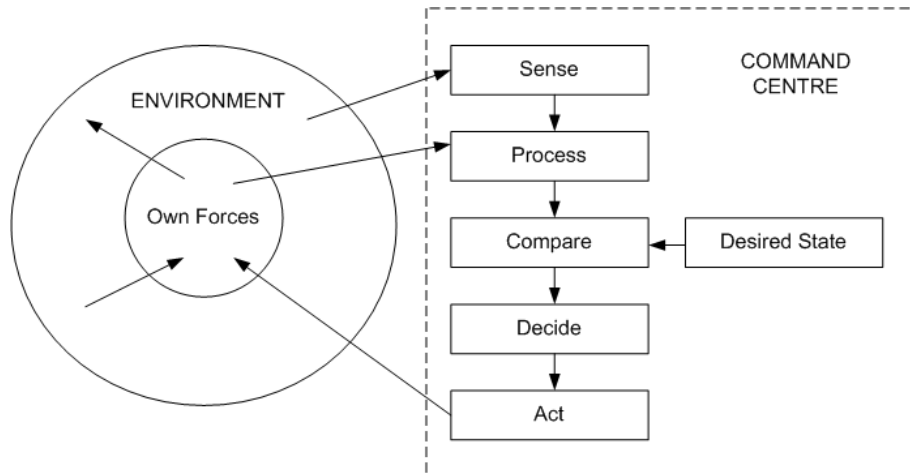 ENVIRONMENT
Own Forces
COMMAND
CENTRE
Sense
Process
Compare
Desired State
Decide
Act